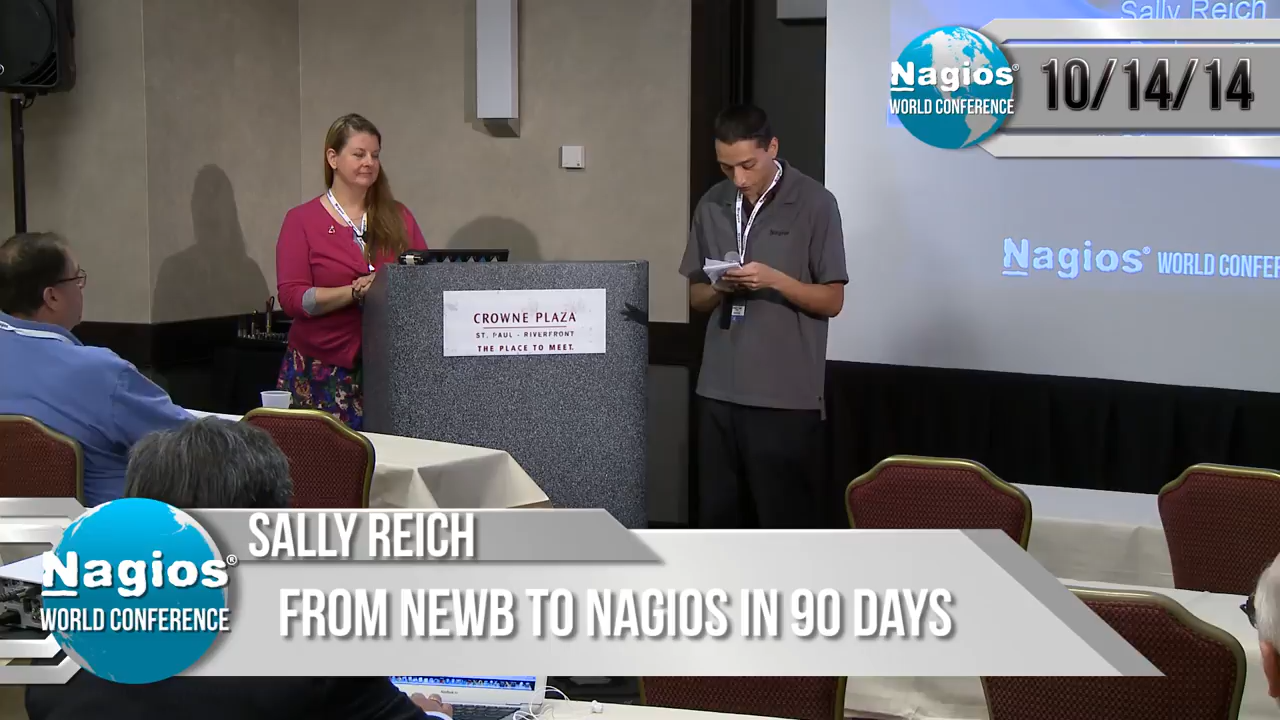 Sally Reich
Nagios®
WORLD CONFERENCE
10/14/14
Nagios® WORLD CONFE
CROWNE PLAZA
ST. PAUL - RIVERFRONT
THE PLACE TO MEET.
SALLY REICH
Nagios®
WORLD CONFERENCE
FROM NEWB TO NAGIOS IN 90 DAYS